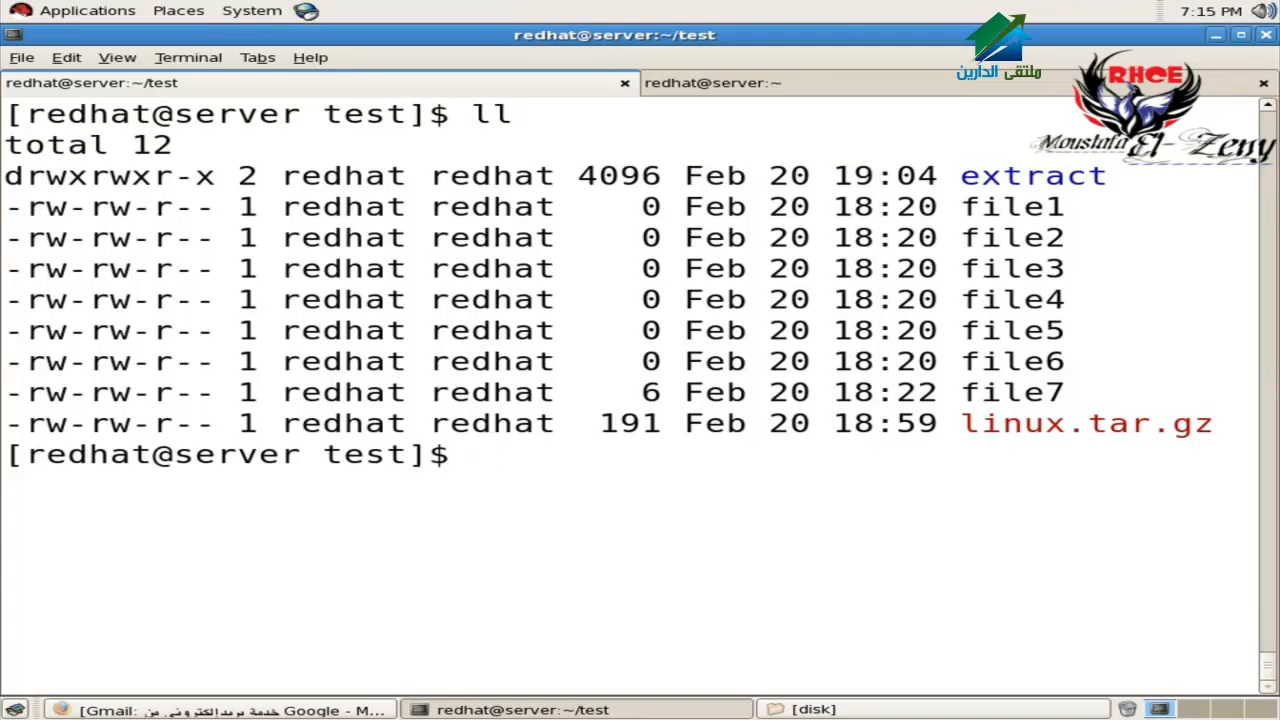 Applications Places System 7:15 PM
redhat@server:~/test
ملتقى الدارين
RHCE
Moustafa El-Zeny
File Edit View Terminal Tabs Help
redhat@server:~/test redhat@server:~
[redhat@server test]$ ll
total 12
drwxrwxr-x 2 redhat redhat 4096 Feb 20 19:04 extract
-rw-rw-r-- 1 redhat redhat 0 Feb 20 18:20 file1
-rw-rw-r-- 1 redhat redhat 0 Feb 20 18:20 file2
-rw-rw-r-- 1 redhat redhat 0 Feb 20 18:20 file3
-rw-rw-r-- 1 redhat redhat 0 Feb 20 18:20 file4
-rw-rw-r-- 1 redhat redhat 0 Feb 20 18:20 file5
-rw-rw-r-- 1 redhat redhat 0 Feb 20 18:20 file6
-rw-rw-r-- 1 redhat redhat 6 Feb 20 18:22 file7
-rw-rw-r-- 1 redhat redhat 191 Feb 20 18:59 linux.tar.gz
[redhat@server test]$
[Gmail: خدمة بريد إلكتروني من Google - M... redhat@server:~/test [disk]